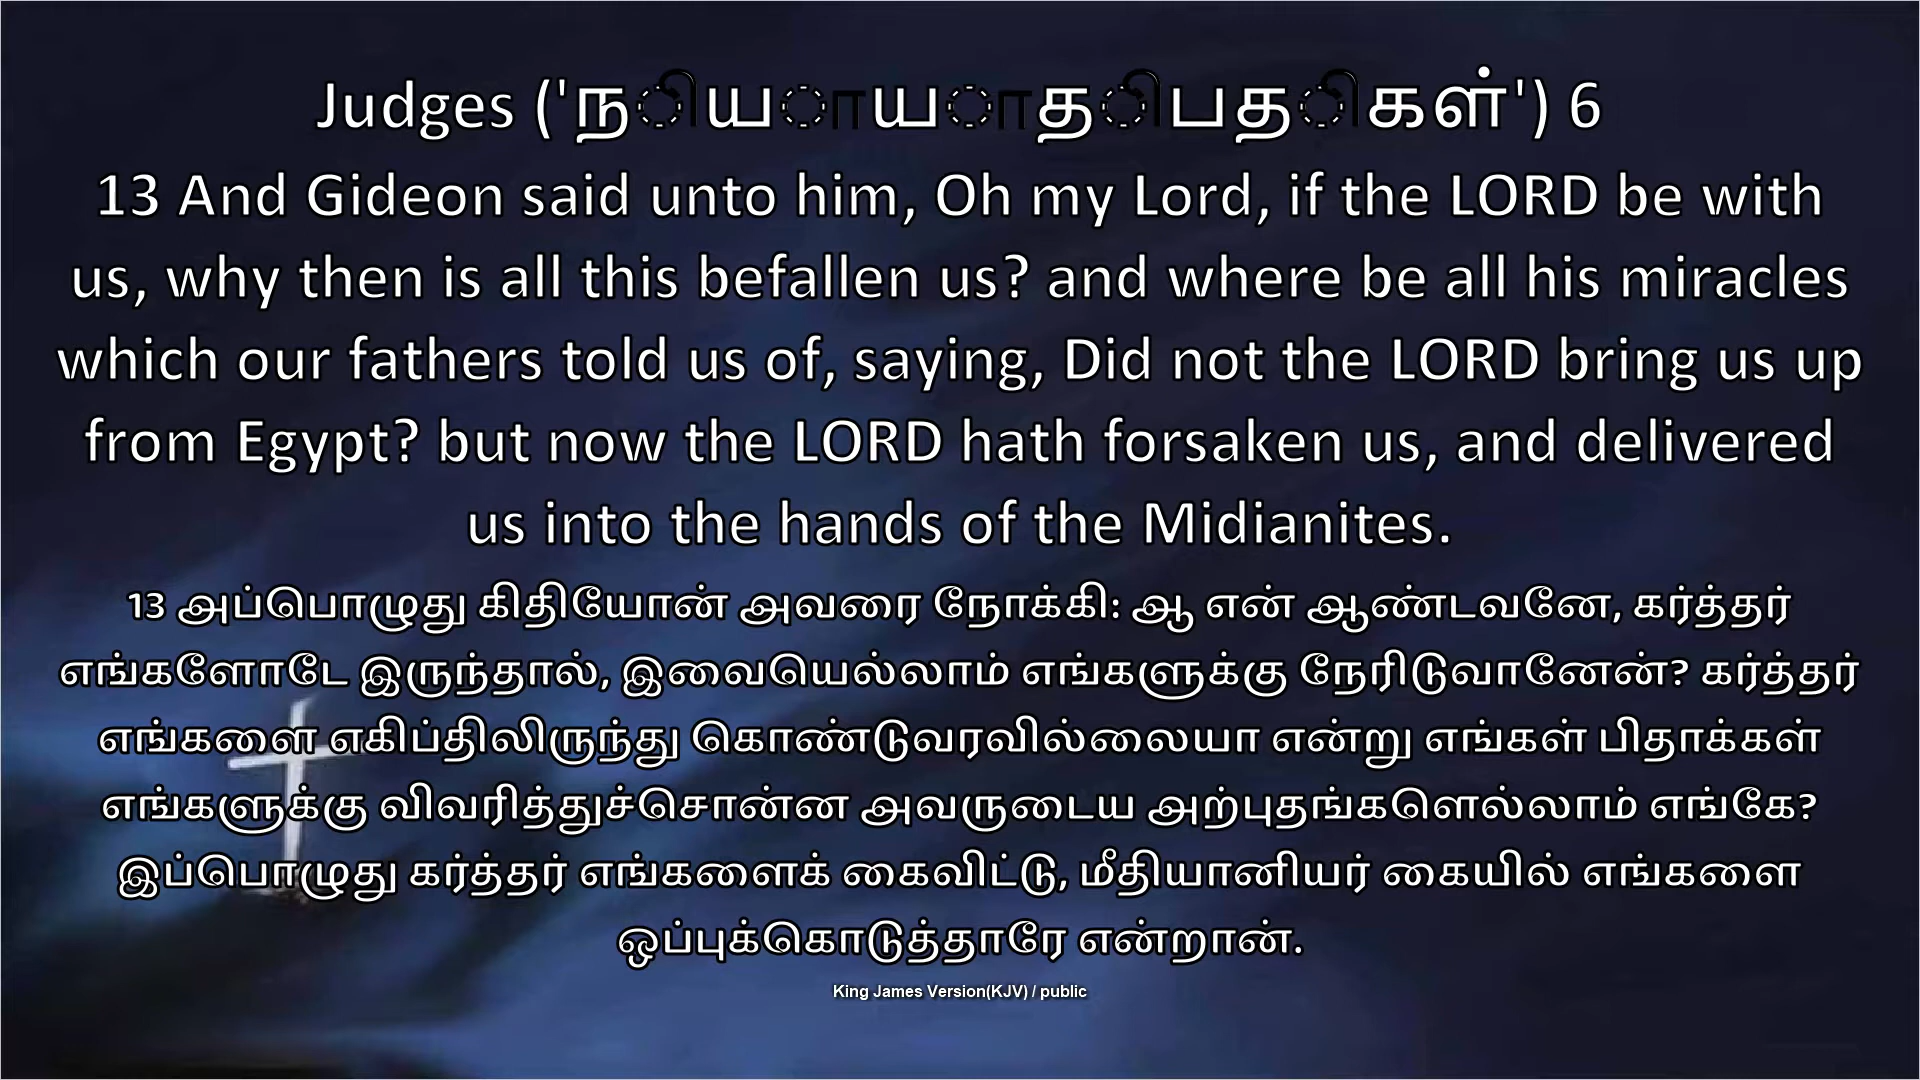 Judges ('நியாயாதிபதிகள்') 6
13 And Gideon said unto him, Oh my Lord, if the LORD be with
us, why then is all this befallen us? and where be all his miracles
which our fathers told us of, saying, Did not the LORD bring us up
from Egypt? but now the LORD hath forsaken us, and delivered
us into the hands of the Midianites.
13 அப்பொழுது கிதியோன் அவரை நோக்கி: ஆ என் ஆண்டவனே, கர்த்தர்
எங்களோடே இருந்தால், இவையெல்லாம் எங்களுக்கு நேரிடுவானேன்? கர்த்தர்
எங்களை எகிப்திலிருந்து கொண்டுவரவில்லையா என்று எங்கள் பிதாக்கள்
எங்களுக்கு விவரித்துச்சொன்ன அவருடைய அற்புதங்களெல்லாம் எங்கே?
இப்பொழுது கர்த்தர் எங்களைக் கைவிட்டு, மீதியானியர் கையில் எங்களை
ஒப்புக்கொடுத்தாரே என்றான்.
King James Version(KJV) / public